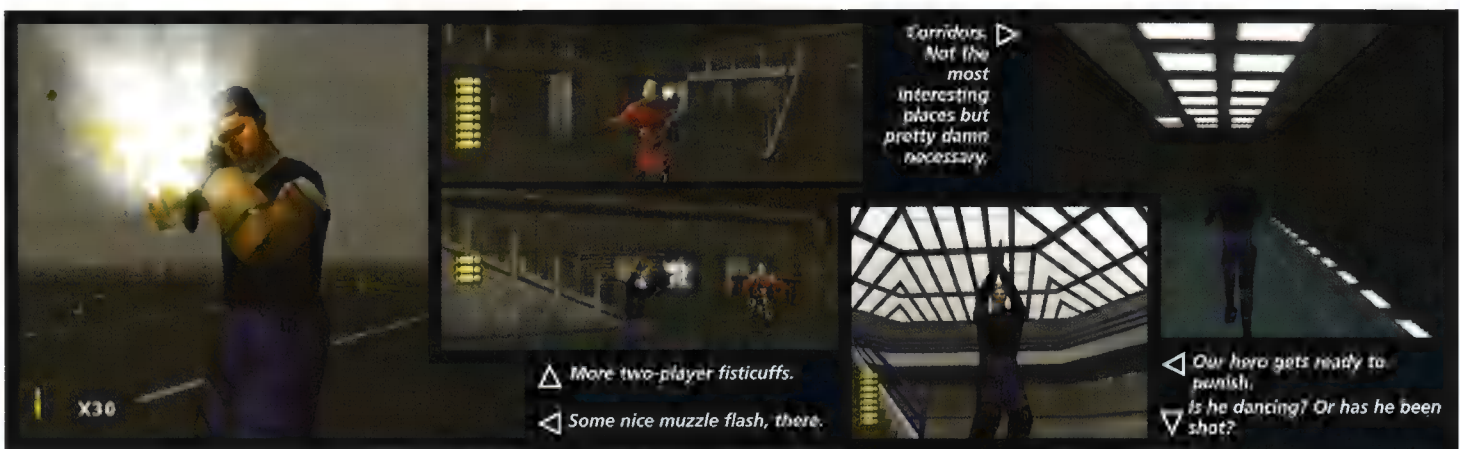 Corridors.
Not the
most
interesting
places but
pretty damn
necessary.
X30
More two-player fisticuffs.
Some nice muzzle flash, there.
Our hero gets ready to
punish.
Is he dancing? Or has he been
shot?